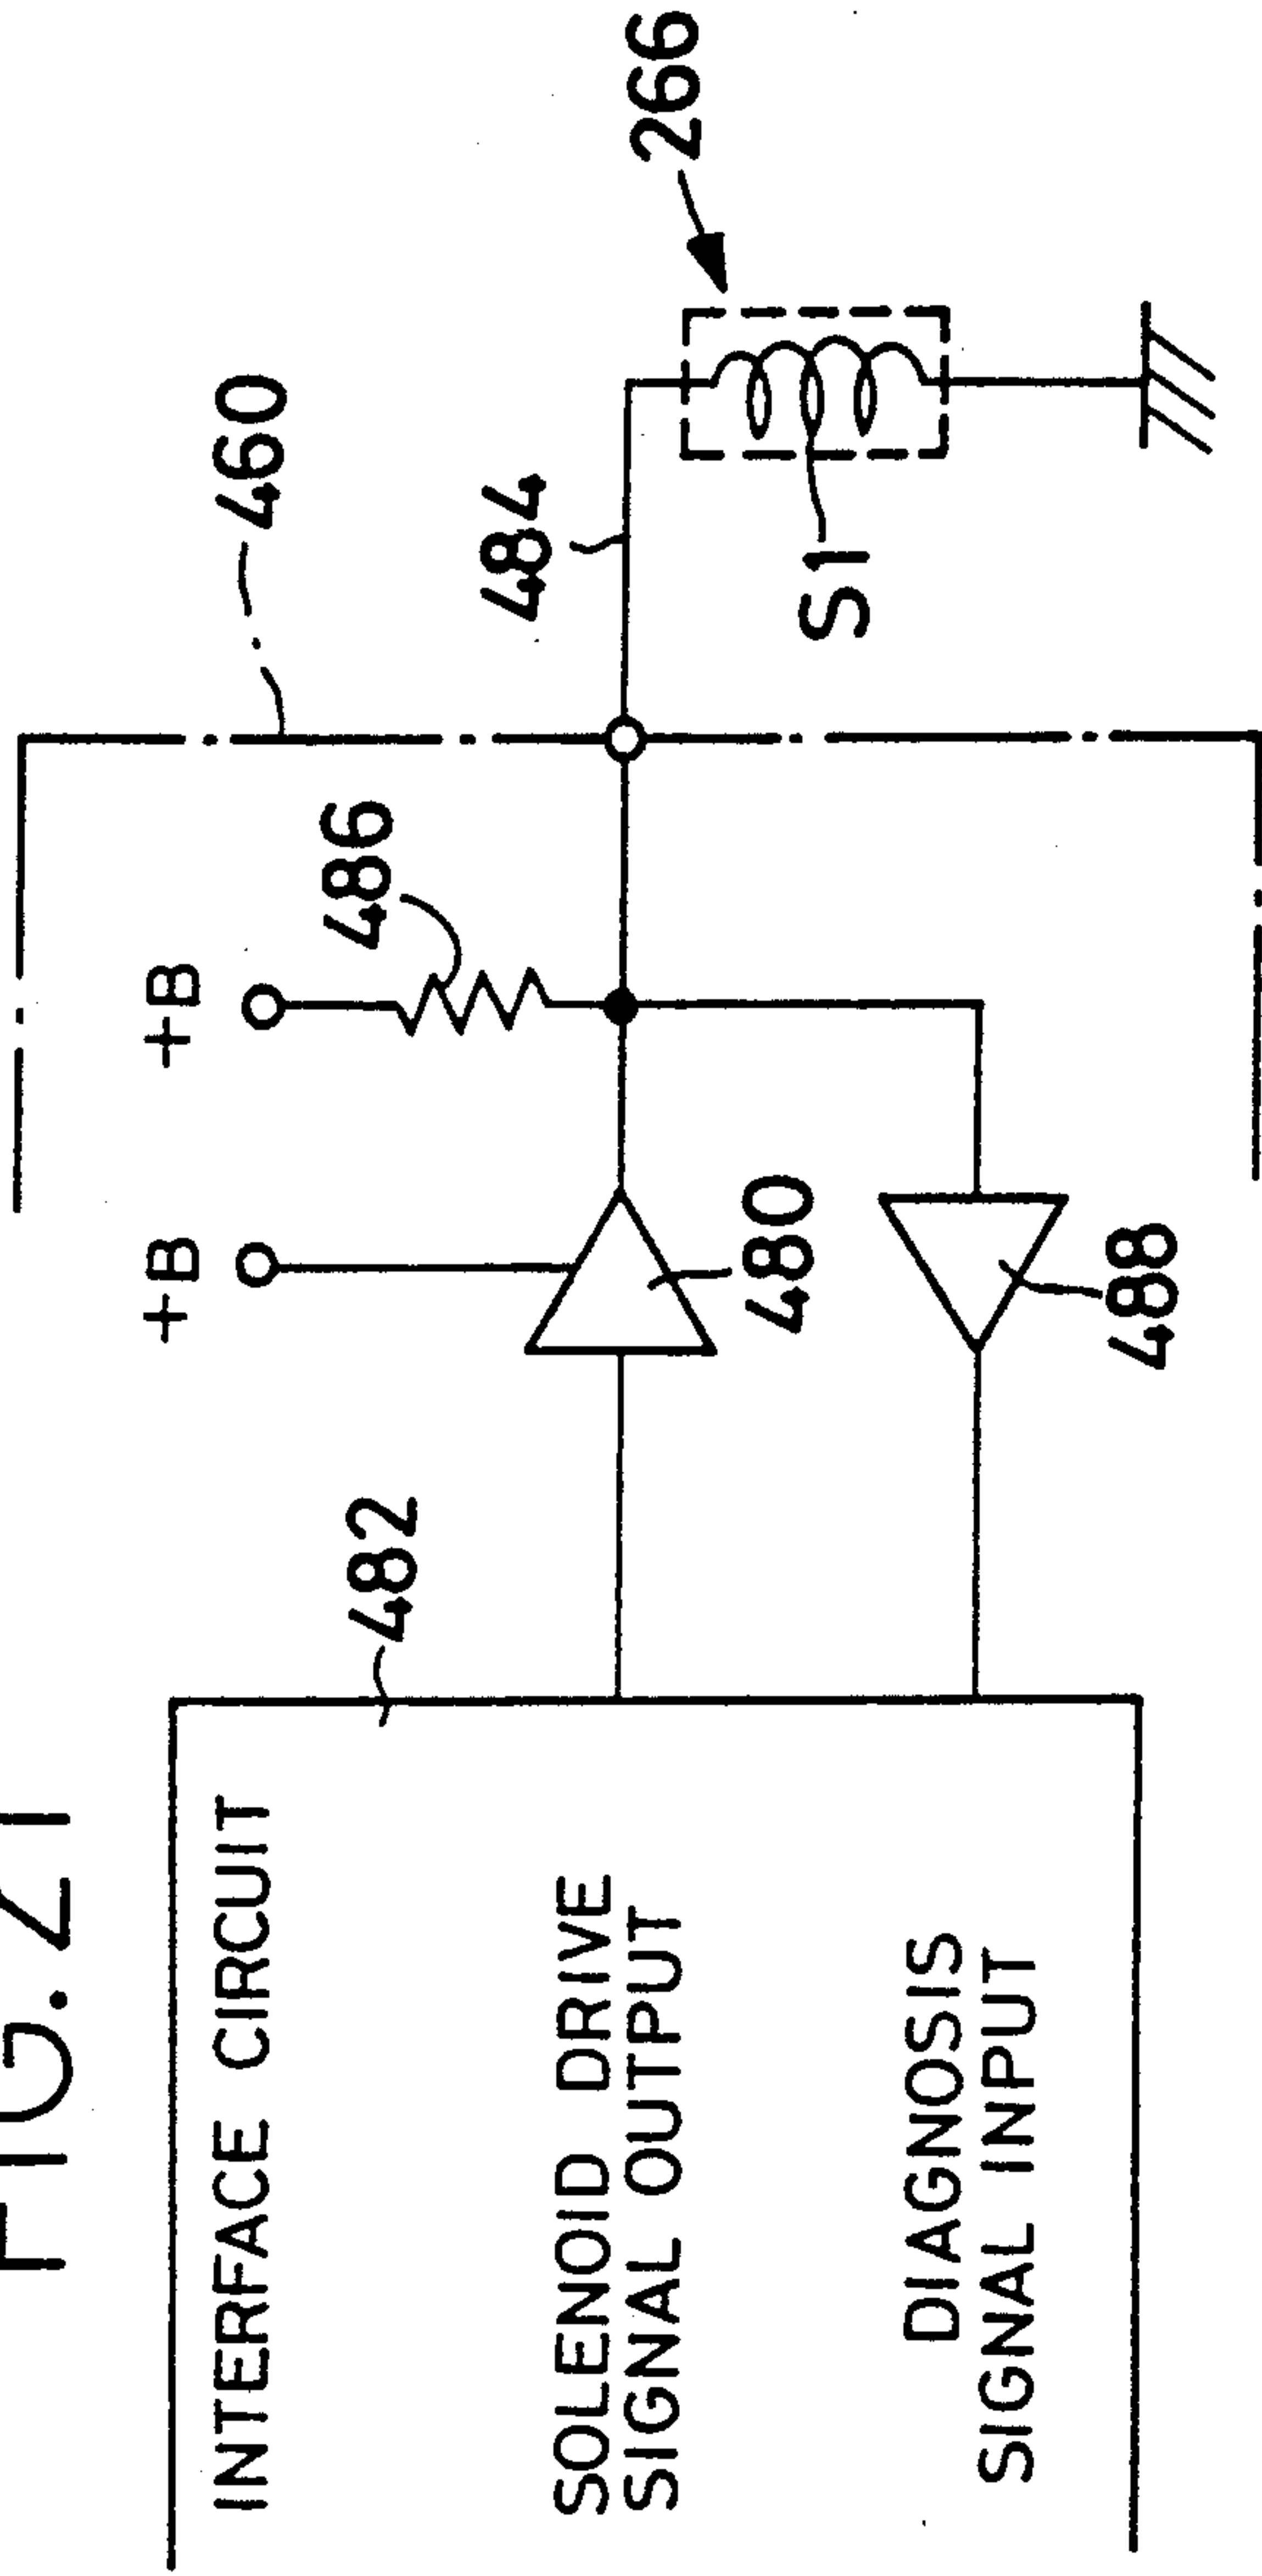 FIG. 21
INTERFACE CIRCUIT
482
SOLENOID DRIVE
SIGNAL OUTPUT
DIAGNOSIS
SIGNAL INPUT
+B
+B
486
480
488
460
484
S1
266